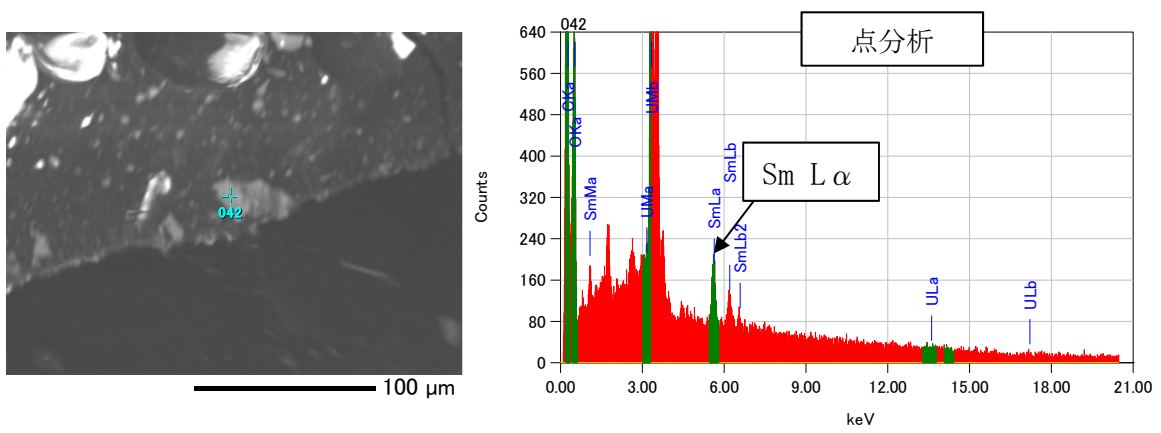 042
100 μm
042
点分析
Counts
640
560
480
400
320
240
160
80
0
OKa
OKa
SmMa
UMa
UMb
SmLa
SmLb
SmLb2
ULa
ULb
Sm Lα
0.00 3.00 6.00 9.00 12.00 15.00 18.00 21.00
keV